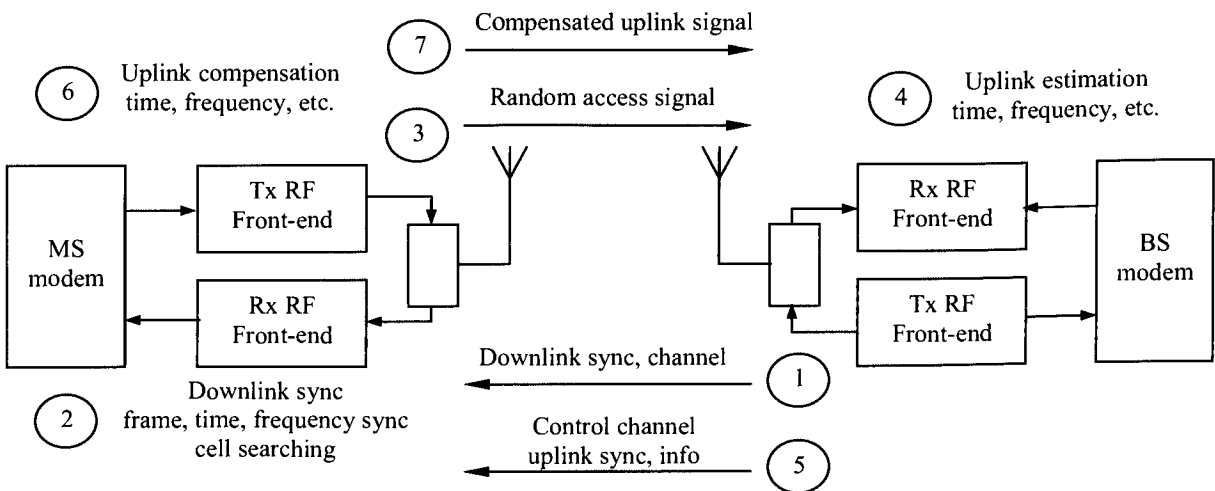 7
Compensated uplink signal
6
Uplink compensation
time, frequency, etc.
3
Random access signal
4
Uplink estimation
time, frequency, etc.
MS
modem
Tx RF
Front-end
Rx RF
Front-end
Rx RF
Front-end
Tx RF
Front-end
BS
modem
Downlink sync, channel
1
2
Downlink sync
frame, time, frequency sync
cell searching
Control channel
uplink sync, info
5